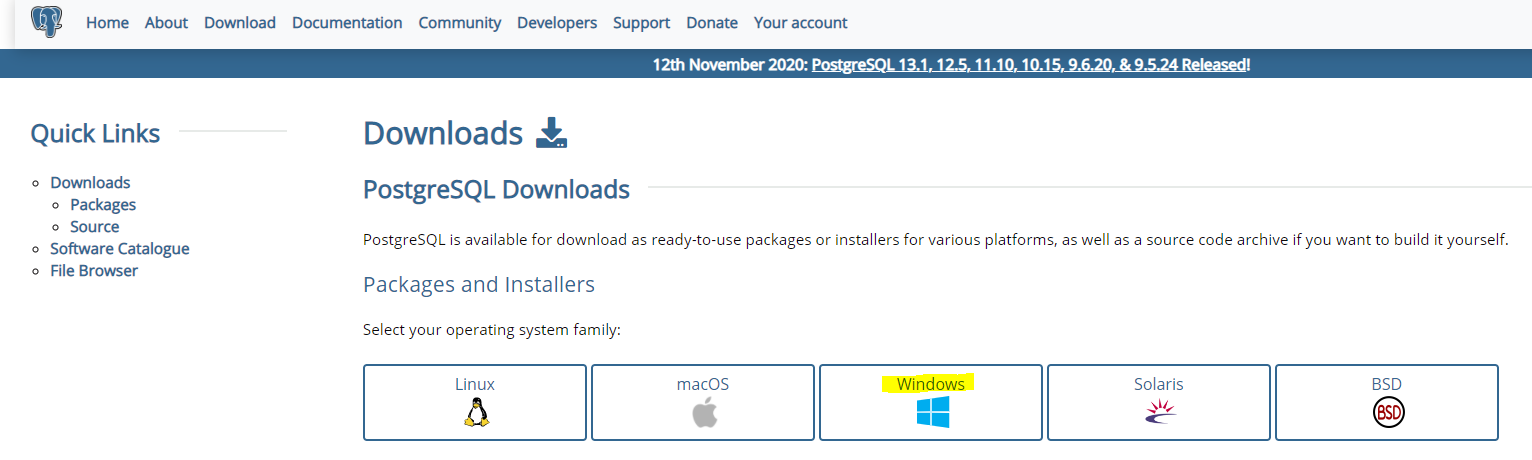 Home About Download Documentation Community Developers Support Donate Your account
12th November 2020: PostgreSQL 13.1, 12.5, 11.10, 10.15, 9.6.20, & 9.5.24 Released!
Quick Links
Downloads
Packages
Source
Software Catalogue
File Browser
Downloads
PostgreSQL Downloads
PostgreSQL is available for download as ready-to-use packages or installers for various platforms, as well as a source code archive if you want to build it yourself.
Packages and Installers
Select your operating system family:
Linux macOS Windows Solaris BSD
BSD